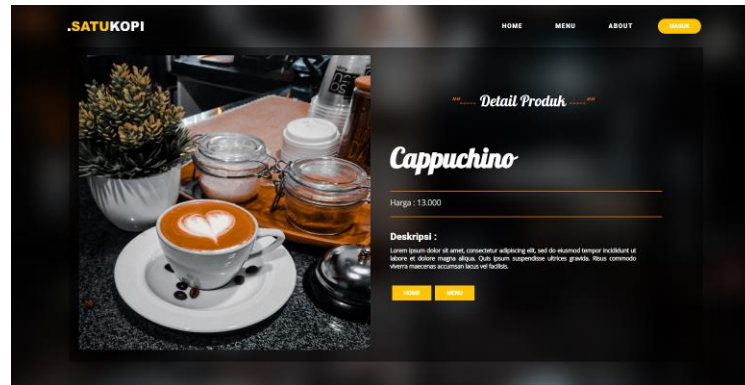 .SATUKOPI
HOME MENU ABOUT MASUK
Detail Produk
Cappuchino
Harga : 13.000
Deskripsi :
Lorem ipsum dolor sit amet, consectetur adipiscing elit, sed do eiusmod tempor incididunt ut
labore et dolore magna aliqua. Quis ipsum suspendisse ultrices gravida. Risus commodo
viverra maecenas accumsan lacus vel facilisis.
HOME MENU